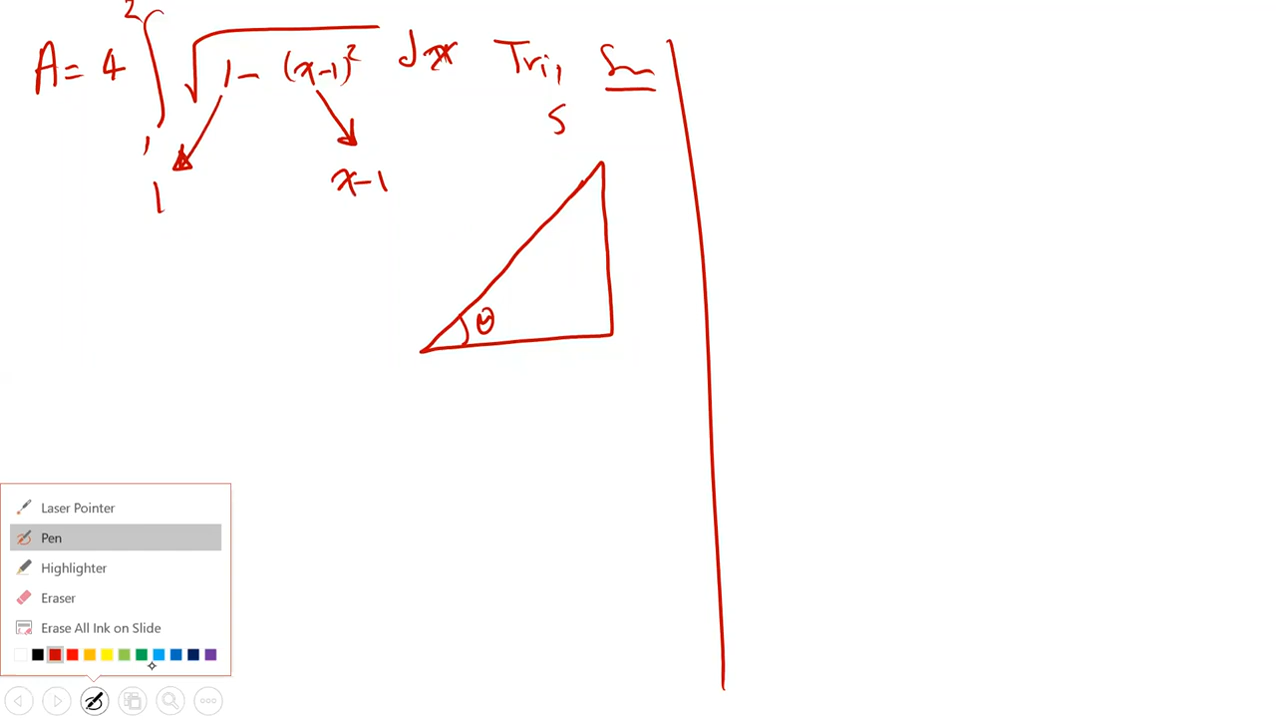 A = 4 ∫₁² √(1 - (x-1)²) dx Tri, Sub
S
1 x-1
θ
Laser Pointer
Pen
Highlighter
Eraser
Erase All Ink on Slide